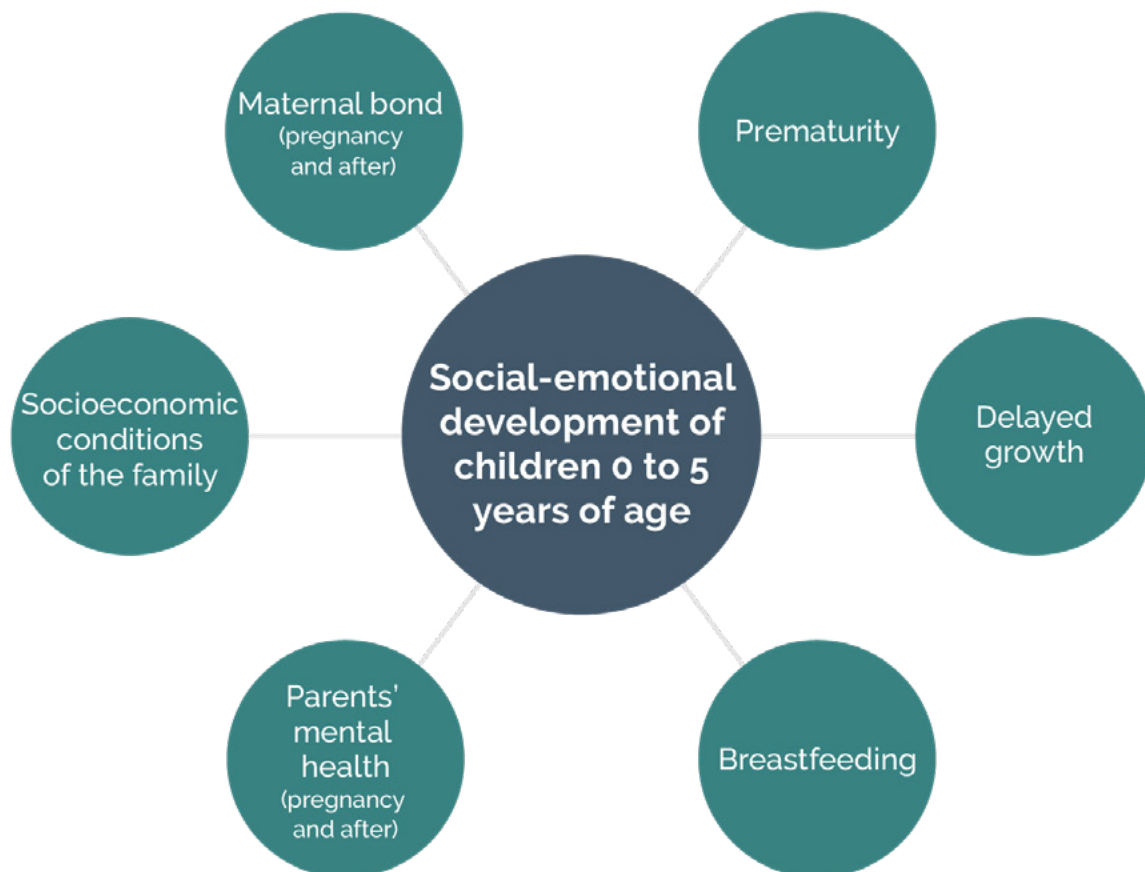 Maternal bond
(pregnancy
and after)
Prematurity
Socioeconomic
conditions
of the family
Social-emotional
development of
children 0 to 5
years of age
Delayed
growth
Parents’
mental
health
(pregnancy
and after)
Breastfeeding